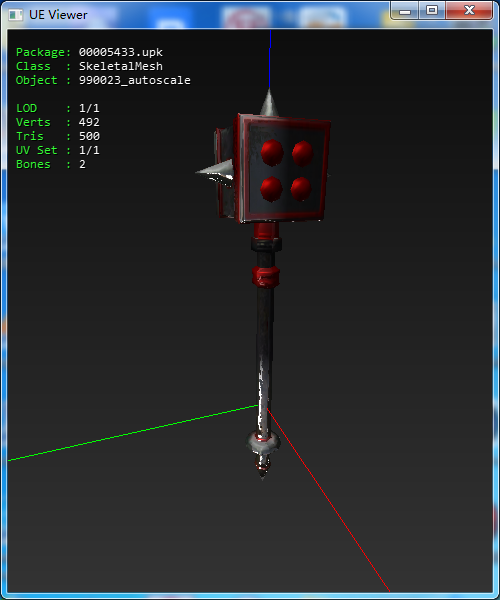 UE Viewer
Package: 00005433.upk
Class : SkeletalMesh
Object : 990023_autoscale
LOD : 1/1
Verts : 492
Tris : 500
UV Set : 1/1
Bones : 2